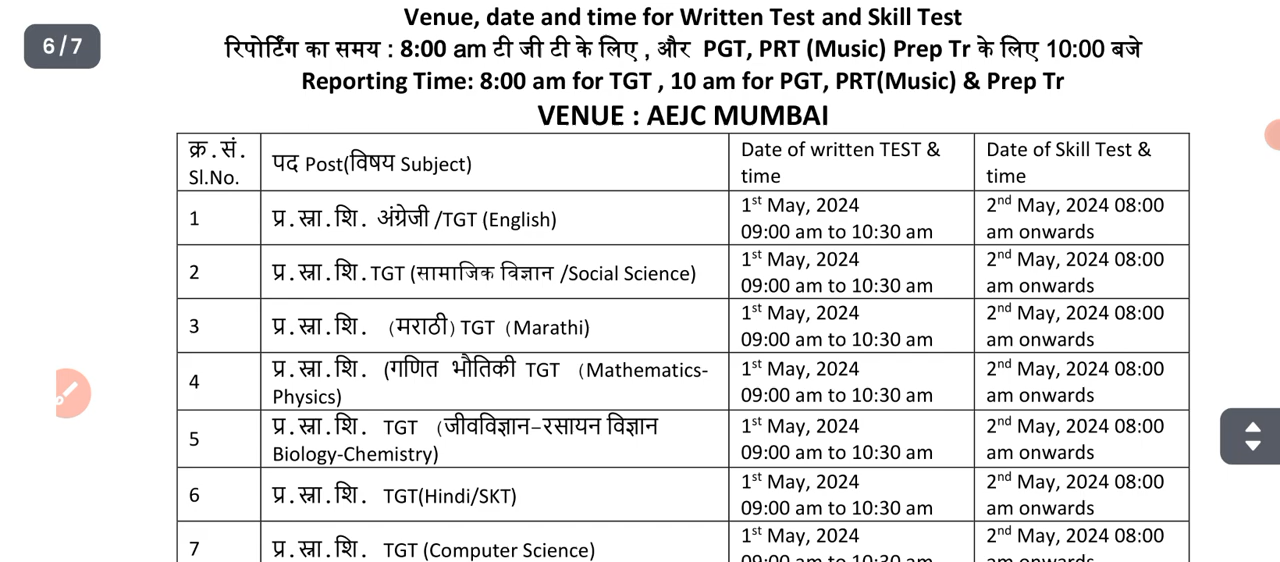 6/7
Venue, date and time for Written Test and Skill Test
रिपोर्टिंग का समय : 8:00 am टी जी टी के लिए , और PGT, PRT (Music) Prep Tr के लिए 10:00 बजे
Reporting Time: 8:00 am for TGT , 10 am for PGT, PRT(Music) & Prep Tr
VENUE : AEJC MUMBAI
क्र.सं.
Sl.No.
पद Post(विषय Subject)
Date of written TEST &
time
Date of Skill Test &
time
1
प्र.स्ना.शि. अंग्रेजी /TGT (English)
1st May, 2024
09:00 am to 10:30 am
2nd May, 2024 08:00
am onwards
2
प्र.स्ना.शि.TGT (सामाजिक विज्ञान /Social Science)
1st May, 2024
09:00 am to 10:30 am
2nd May, 2024 08:00
am onwards
3
प्र.स्ना.शि. (मराठी) TGT (Marathi)
1st May, 2024
09:00 am to 10:30 am
2nd May, 2024 08:00
am onwards
4
प्र.स्ना.शि. (गणित भौतिकी TGT (Mathematics-
Physics)
1st May, 2024
09:00 am to 10:30 am
2nd May, 2024 08:00
am onwards
5
प्र.स्ना.शि. TGT (जीवविज्ञान–रसायन विज्ञान
Biology-Chemistry)
1st May, 2024
09:00 am to 10:30 am
2nd May, 2024 08:00
am onwards
6
प्र.स्ना.शि. TGT(Hindi/SKT)
1st May, 2024
09:00 am to 10:30 am
2nd May, 2024 08:00
am onwards
7
प्र.स्ना.शि. TGT (Computer Science)
1st May, 2024
09:00 am to 10:30 am
2nd May, 2024 08:00
am onwards